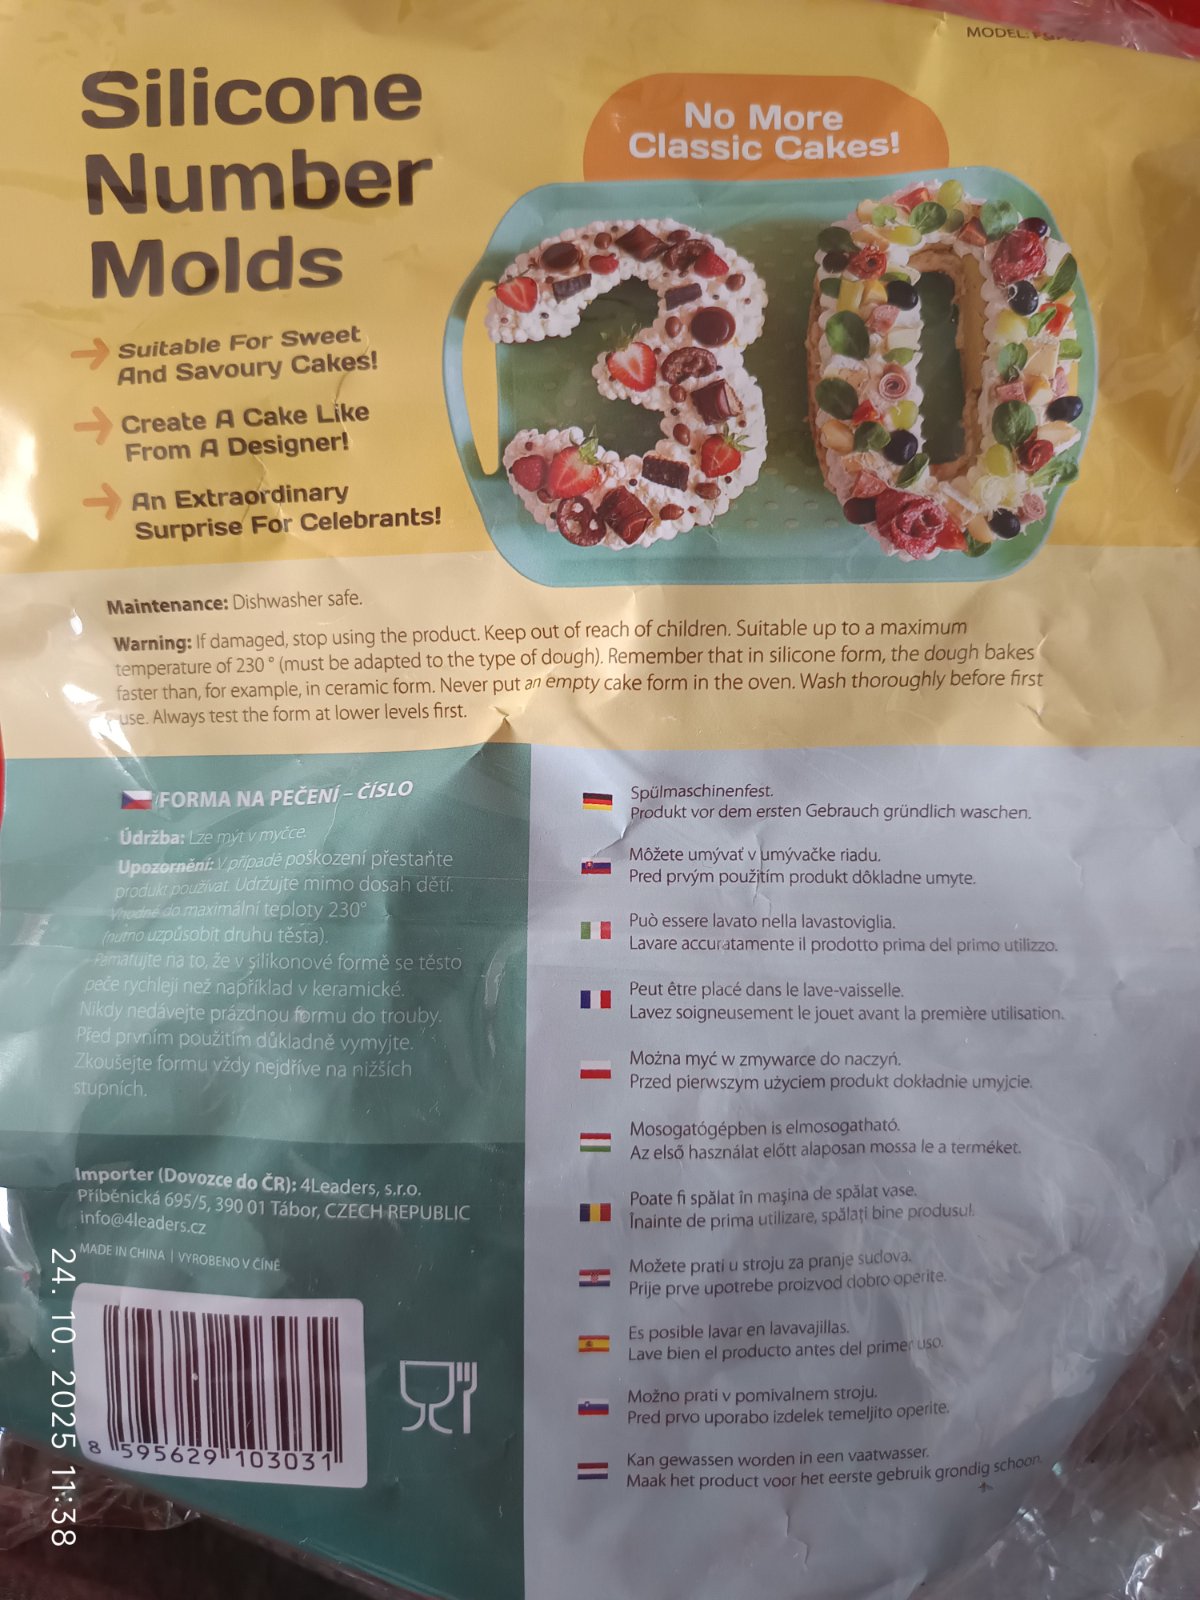 MODEL:
Silicone
Number
Molds
No More
Classic Cakes!
Suitable For Sweet
And Savoury Cakes!
Create A Cake Like
From A Designer!
An Extraordinary
Surprise For Celebrants!
Maintenance: Dishwasher safe.
Warning: If damaged, stop using the product. Keep out of reach of children. Suitable up to a maximum
temperature of 230 ° (must be adapted to the type of dough). Remember that in silicone form, the dough bakes
faster than, for example, in ceramic form. Never put an empty cake form in the oven. Wash thoroughly before first
use. Always test the form at lower levels first.
FORMA NA PEČENÍ – ČÍSLO
Údržba: Lze mýt v myčce.
Upozornění: V případě poškození přestaňte
produkt používat. Udržujte mimo dosah dětí.
Vhodné do maximální teploty 230°
(nutno uzpůsobit druhu těsta).
Pamatujte na to, že v silikonové formě se těsto
peče rychleji než například v keramické.
Nikdy nedávejte prázdnou formu do trouby.
Před prvním použitím důkladně vymyjte.
Zkoušejte formu vždy nejdříve na nižších
stupních.
Importer (Dovozce do ČR): 4Leaders, s.r.o.
Příběnická 695/5, 390 01 Tábor, CZECH REPUBLIC
info@4leaders.cz
MADE IN CHINA | VYROBENO V ČÍNĚ
8 595629 103031
Spülmaschinenfest.
Produkt vor dem ersten Gebrauch gründlich waschen.
Môžete umývať v umývačke riadu.
Pred prvým použitím produkt dôkladne umyte.
Può essere lavato nella lavastoviglia.
Lavare accuratamente il prodotto prima del primo utilizzo.
Peut être placé dans le lave-vaisselle.
Lavez soigneusement le jouet avant la première utilisation.
Można myć w zmywarce do naczyń.
Przed pierwszym użyciem produkt dokładnie umyjcie.
Mosogatógépben is elmosogatható.
Az első használat előtt alaposan mossa le a terméket.
Poate fi spălat în mașina de spălat vase.
Înainte de prima utilizare, spălați bine produsul.
Možete prati u stroju za pranje sudova.
Prije prve upotrebe proizvod dobro operite.
Es posible lavar en lavavajillas.
Lave bien el producto antes del primer uso.
Možno prati v pomivalnem stroju.
Pred prvo uporabo izdelek temeljito operite.
Kan gewassen worden in een vaatwasser.
Maak het product voor het eerste gebruik grondig schoon.
24. 10. 2025 11:38